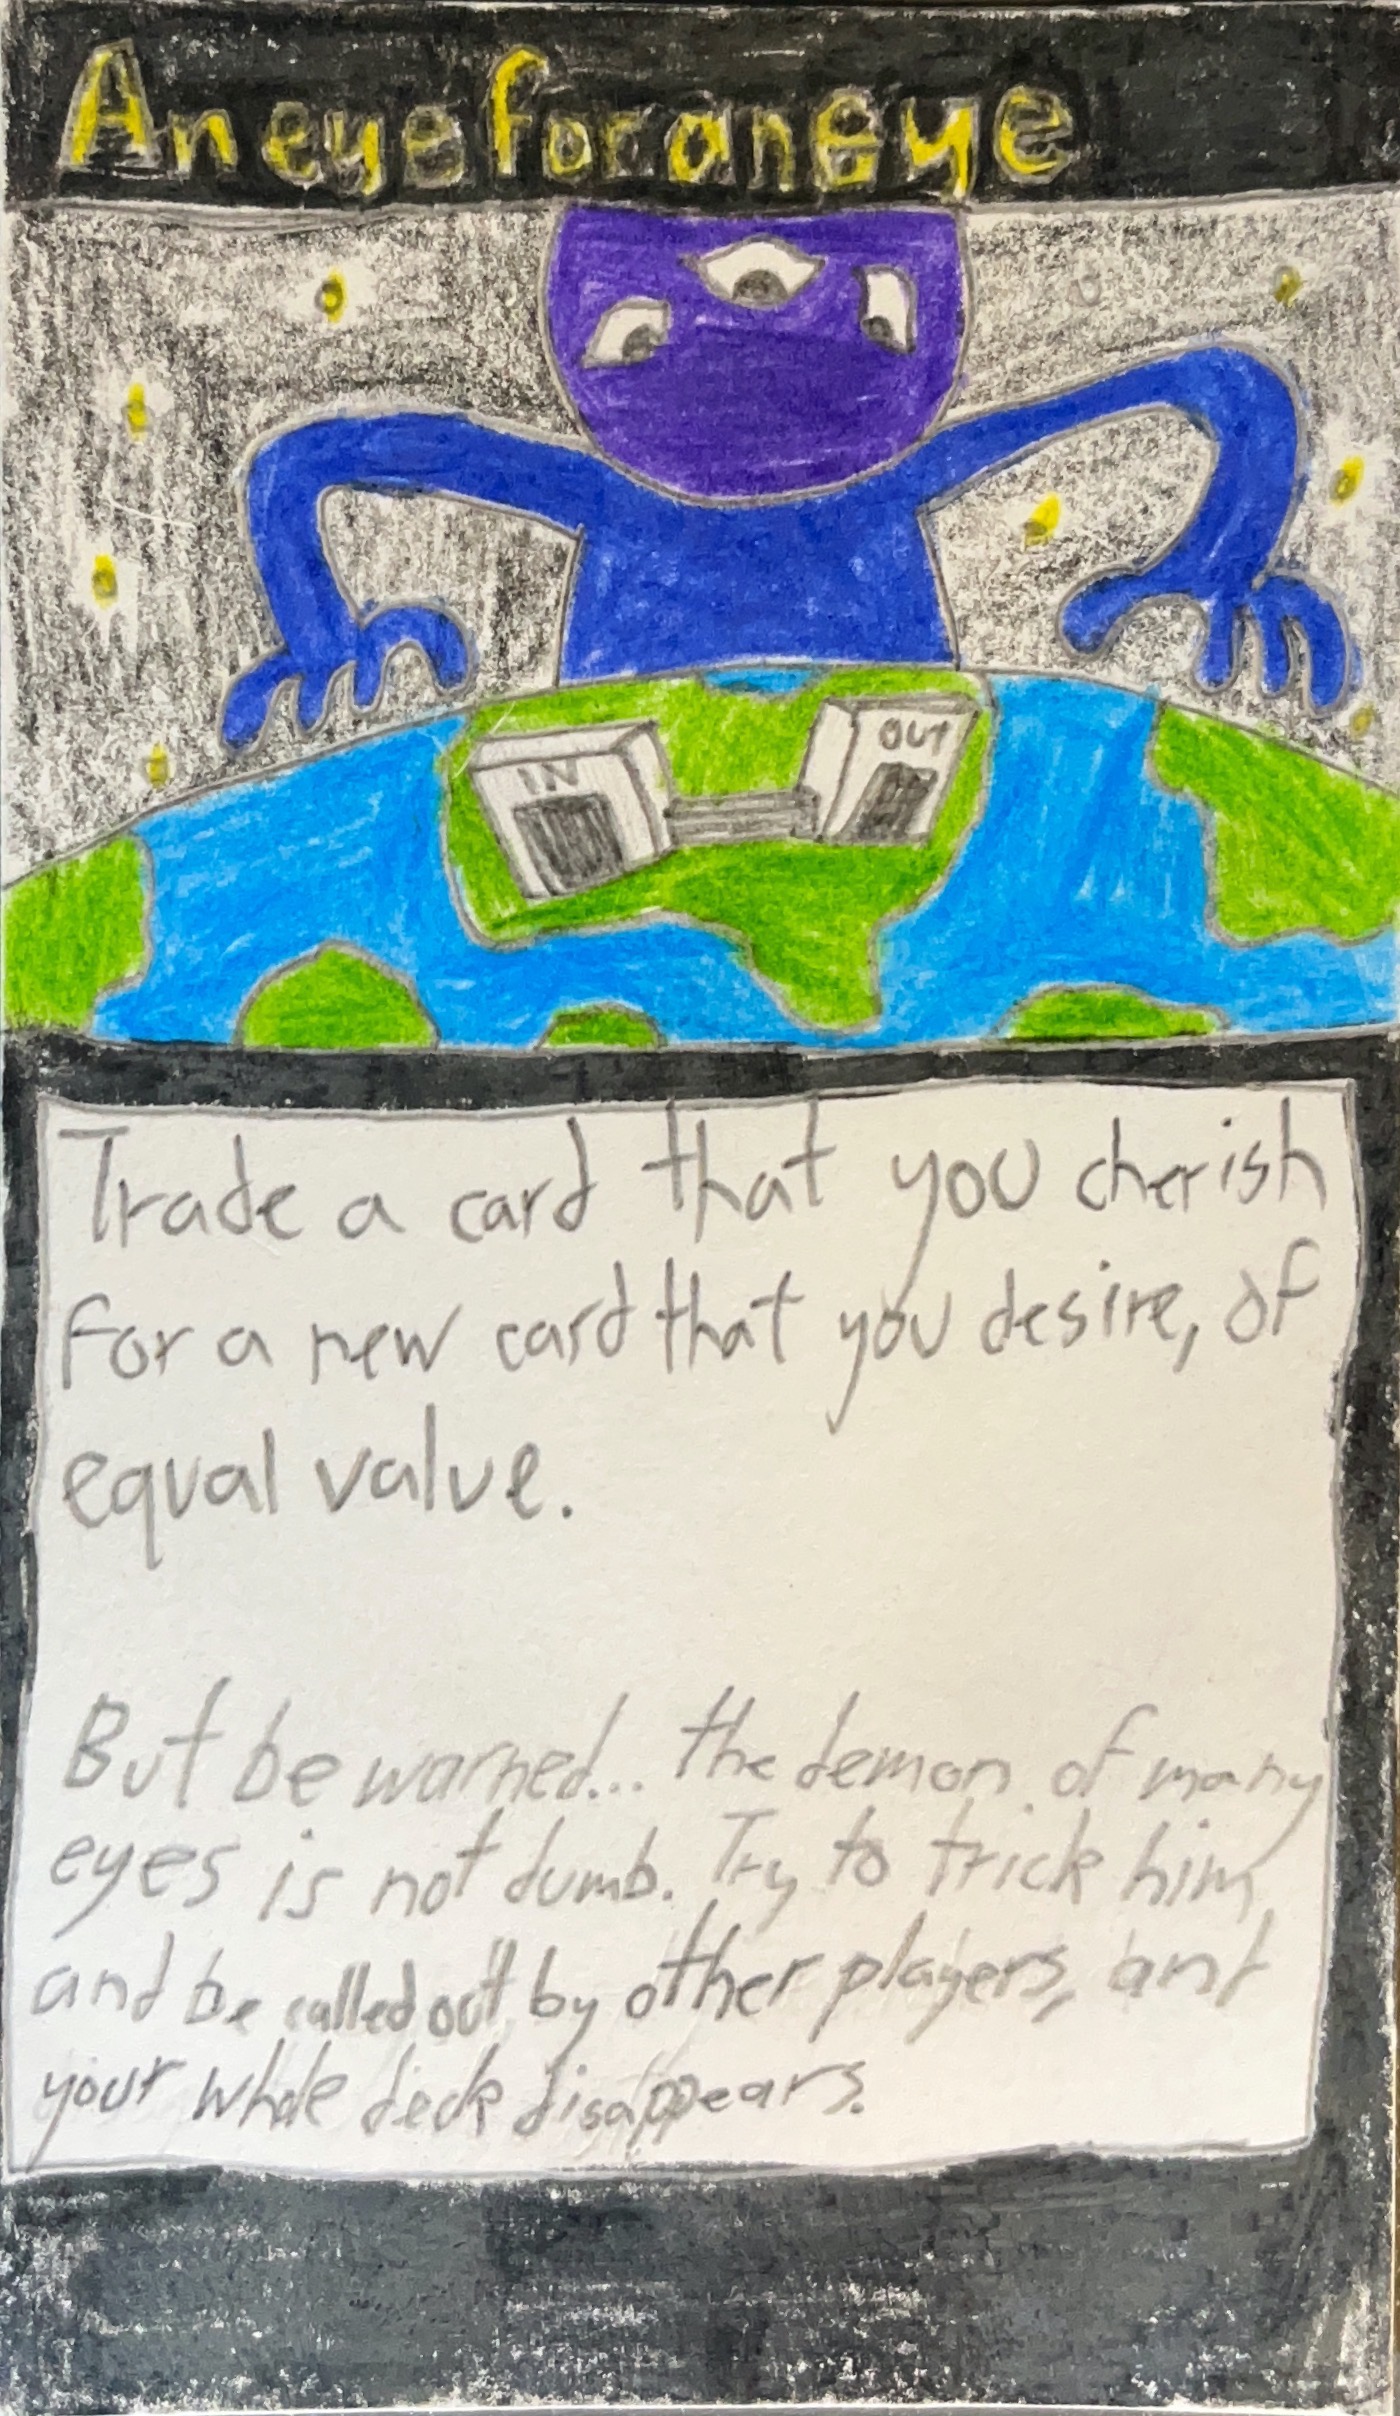 An eye for an eye
IN
OUT
Trade a card that you cherish
for a new card that you desire, of
equal value.
But be warned... the demon of many
eyes is not dumb. Try to trick him
and be called out by other players, and
your whole deck disappears.